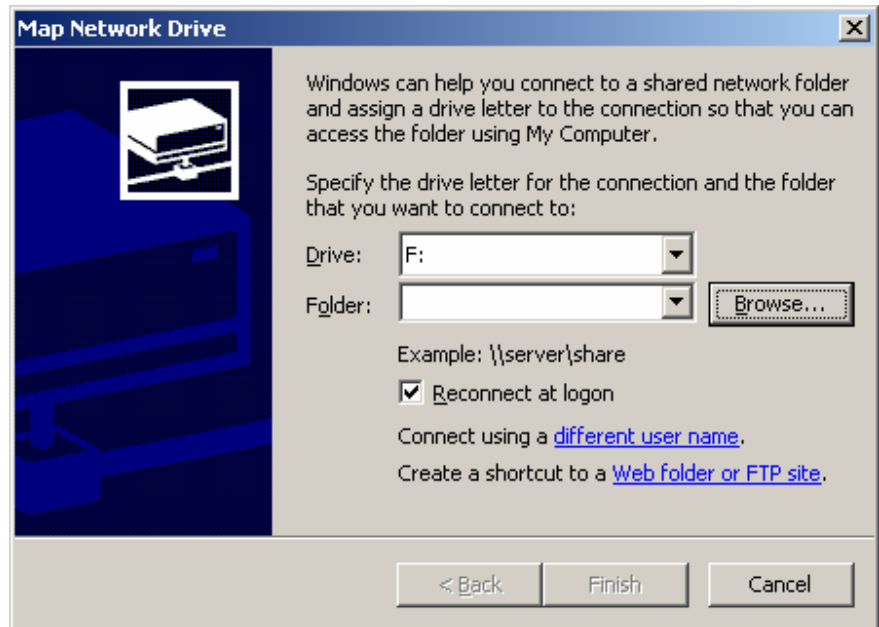 Map Network Drive
Windows can help you connect to a shared network folder
and assign a drive letter to the connection so that you can
access the folder using My Computer.
Specify the drive letter for the connection and the folder
that you want to connect to:
Drive: F:
Folder: Browse...
Example: \\server\share
Reconnect at logon
Connect using a different user name.
Create a shortcut to a Web folder or FTP site.
< Back Finish Cancel